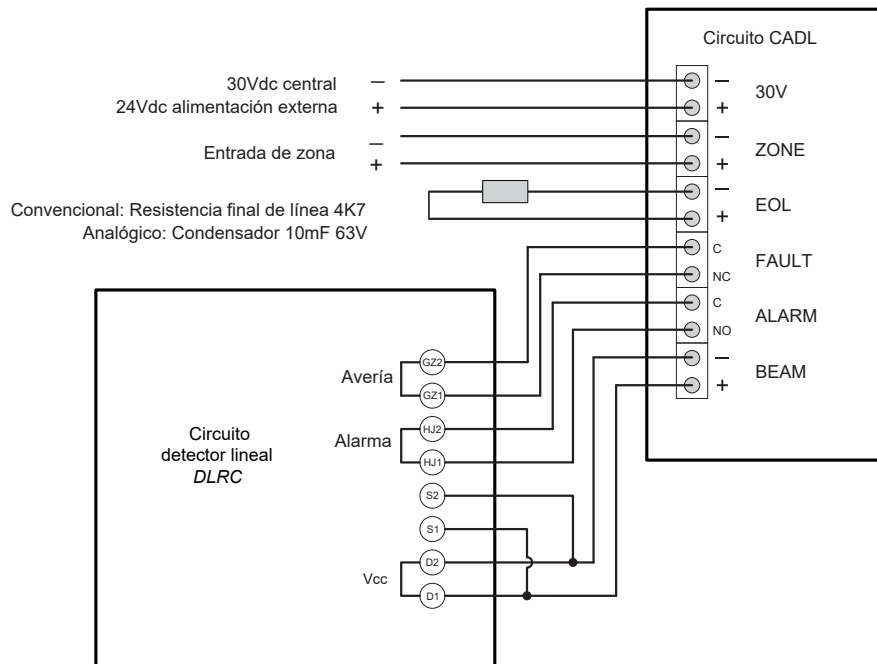 Circuito CADL
30Vdc central −
24Vdc alimentación externa +
− 30V
+
Entrada de zona −
+
− ZONE
+
Convencional: Resistencia final de línea 4K7
Analógico: Condensador 10mF 63V
− EOL
+
C FAULT
NC
C ALARM
NO
− BEAM
+
Avería
GZ2
GZ1
Alarma
HJ2
HJ1
Circuito
detector lineal
DLRC
S2
S1
Vcc
D2
D1